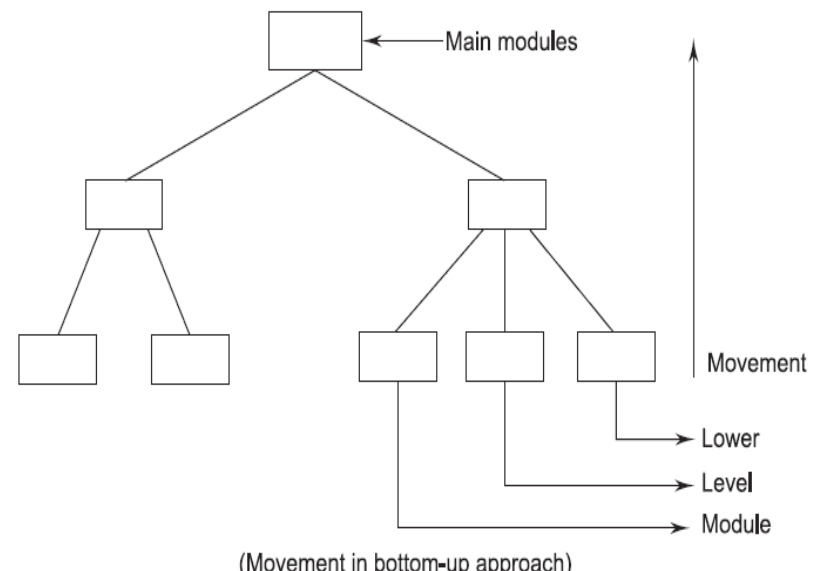 Main modules
Movement
Lower
Level
Module
(Movement in bottom-up approach)